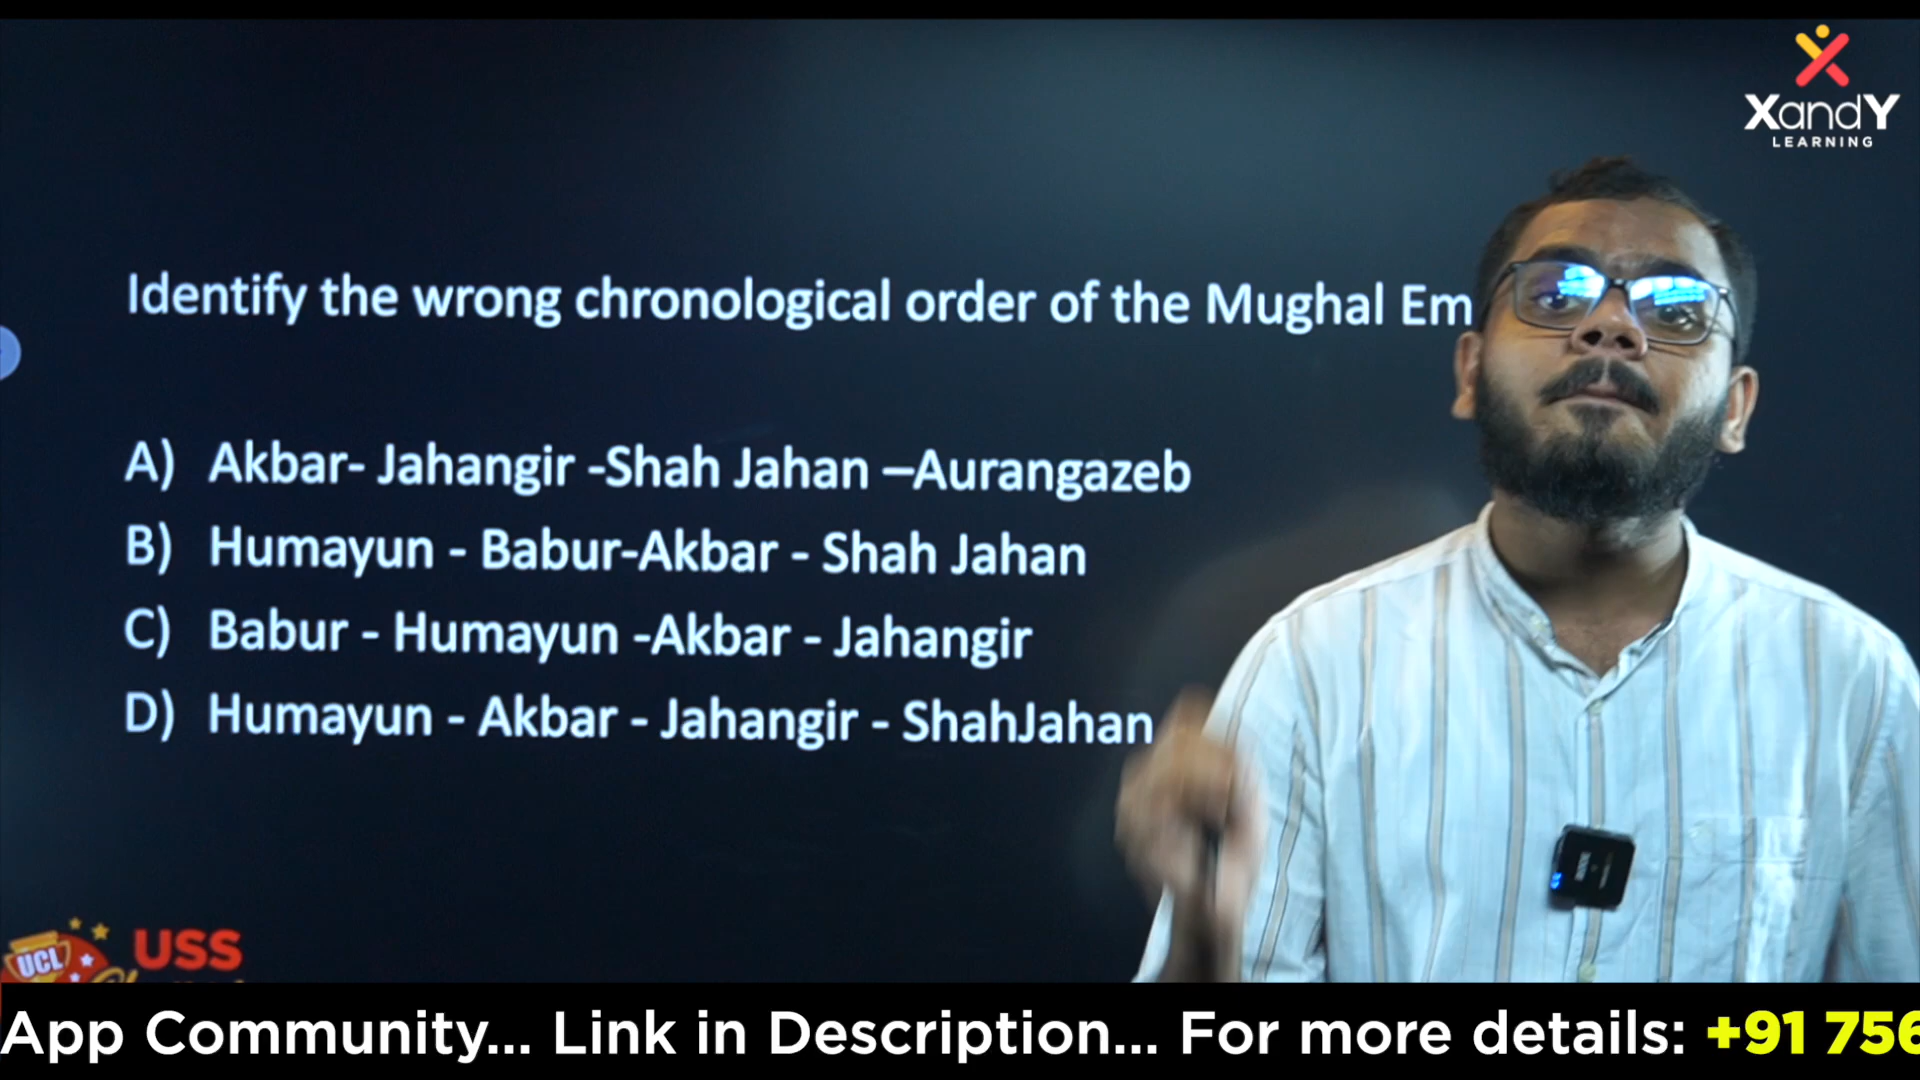 XandY
LEARNING
Identify the wrong chronological order of the Mughal Em
A) Akbar- Jahangir -Shah Jahan –Aurangazeb
B) Humayun - Babur-Akbar - Shah Jahan
C) Babur - Humayun -Akbar - Jahangir
D) Humayun - Akbar - Jahangir - ShahJahan
UCL
USS
App Community... Link in Description... For more details: +91 756